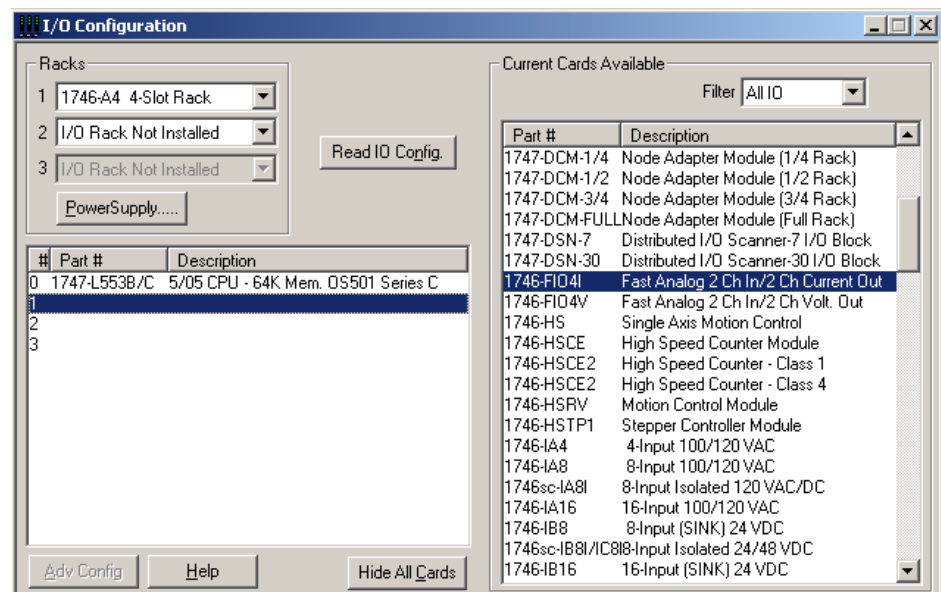 I/O Configuration
Racks
1 1746-A4 4-Slot Rack
2 I/O Rack Not Installed
3 I/O Rack Not Installed
PowerSupply.....
Read IO Config.
# Part # Description
0 1747-L553B/C 5/05 CPU - 64K Mem. OS501 Series C
1
2
3
Adv Config Help Hide All Cards
Current Cards Available
Filter All IO
Part # Description
1747-DCM-1/4 Node Adapter Module (1/4 Rack)
1747-DCM-1/2 Node Adapter Module (1/2 Rack)
1747-DCM-3/4 Node Adapter Module (3/4 Rack)
1747-DCM-FULL Node Adapter Module (Full Rack)
1747-DSN-7 Distributed I/O Scanner-7 I/O Block
1747-DSN-30 Distributed I/O Scanner-30 I/O Block
1746-FIO4I Fast Analog 2 Ch In/2 Ch Current Out
1746-FIO4V Fast Analog 2 Ch In/2 Ch Volt. Out
1746-HS Single Axis Motion Control
1746-HSCE High Speed Counter Module
1746-HSCE2 High Speed Counter - Class 1
1746-HSCE2 High Speed Counter - Class 4
1746-HSRV Motion Control Module
1746-HSTP1 Stepper Controller Module
1746-IA4 4-Input 100/120 VAC
1746-IA8 8-Input 100/120 VAC
1746sc-IA8I 8-Input Isolated 120 VAC/DC
1746-IA16 16-Input 100/120 VAC
1746-IB8 8-Input (SINK) 24 VDC
1746sc-IB8I/IC8I 8-Input Isolated 24/48 VDC
1746-IB16 16-Input (SINK) 24 VDC